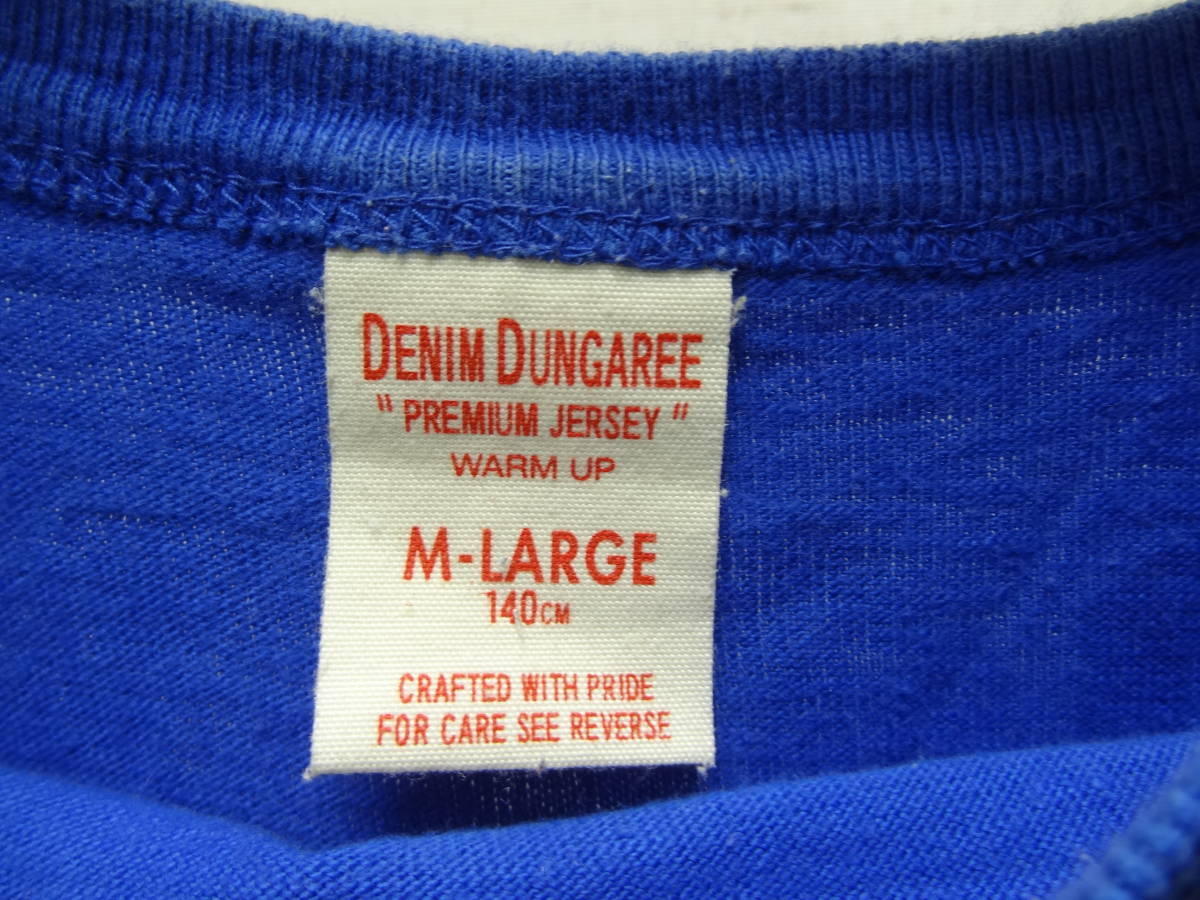 DENIM DUNGAREE
" PREMIUM JERSEY "
WARM UP
M-LARGE
140CM
CRAFTED WITH PRIDE
FOR CARE SEE REVERSE